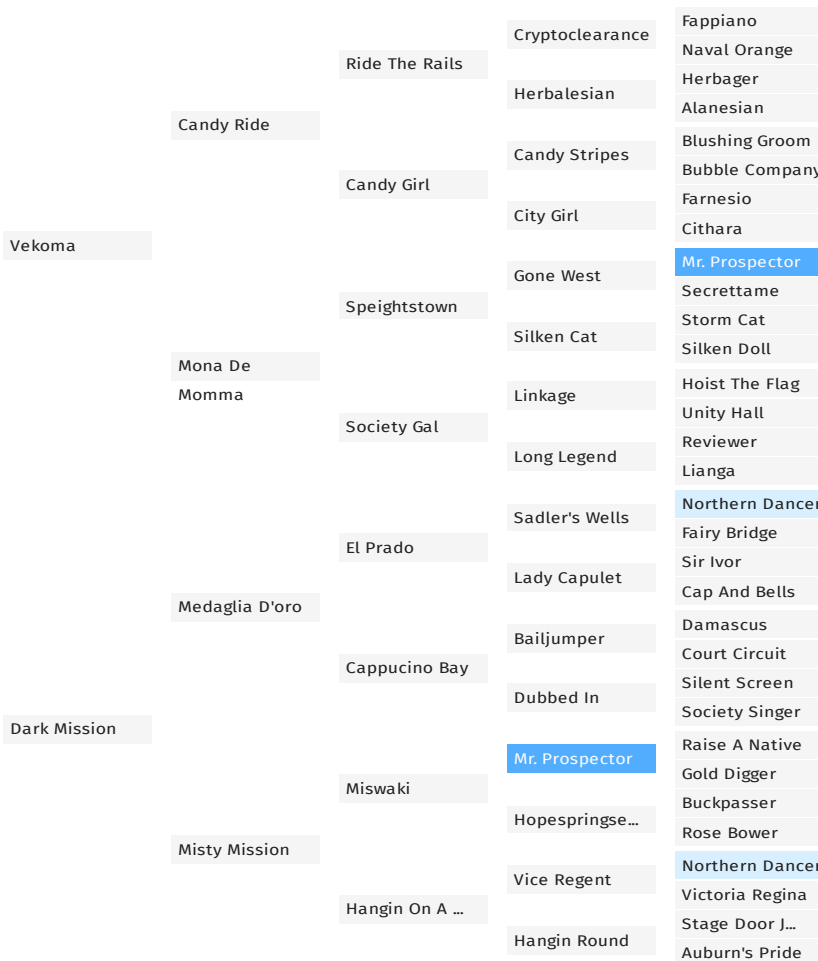 Vekoma
Dark Mission
Candy Ride
Mona De
Momma
Medaglia D'oro
Misty Mission
Ride The Rails
Candy Girl
Speightstown
Society Gal
El Prado
Cappucino Bay
Miswaki
Hangin On A ...
Cryptoclearance
Herbalesian
Candy Stripes
City Girl
Gone West
Silken Cat
Linkage
Long Legend
Sadler's Wells
Lady Capulet
Bailjumper
Dubbed In
Mr. Prospector
Hopespringse...
Vice Regent
Hangin Round
Fappiano
Naval Orange
Herbager
Alanesian
Blushing Groom
Bubble Company
Farnesio
Cithara
Mr. Prospector
Secrettame
Storm Cat
Silken Doll
Hoist The Flag
Unity Hall
Reviewer
Lianga
Northern Dancer
Fairy Bridge
Sir Ivor
Cap And Bells
Damascus
Court Circuit
Silent Screen
Society Singer
Raise A Native
Gold Digger
Buckpasser
Rose Bower
Northern Dancer
Victoria Regina
Stage Door J...
Auburn's Pride